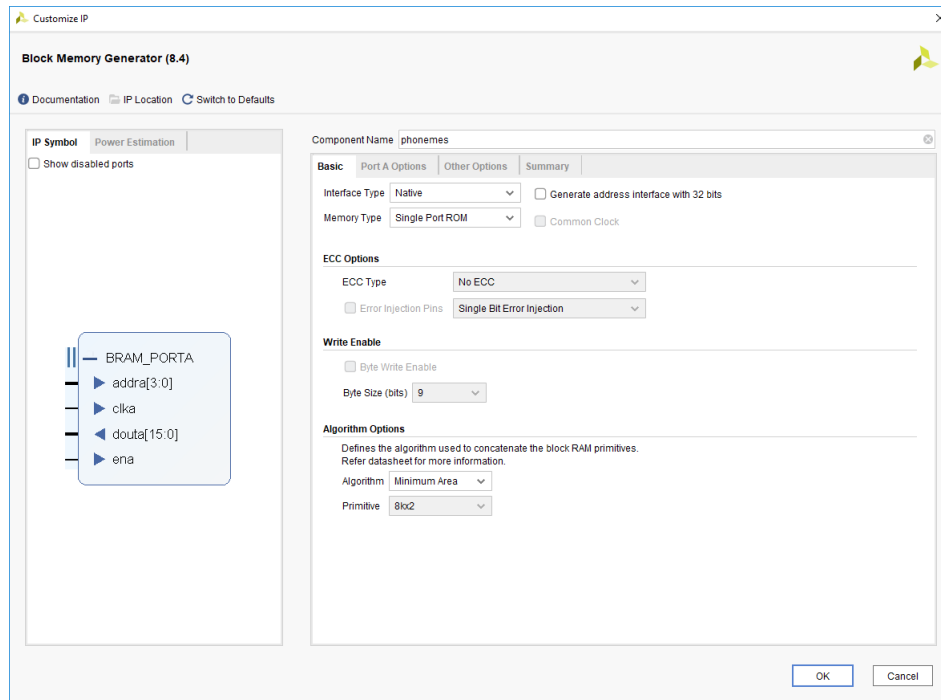 Customize IP
Block Memory Generator (8.4)
Documentation IP Location Switch to Defaults
IP Symbol Power Estimation
Show disabled ports
BRAM_PORTA
addra[3:0]
clka
douta[15:0]
ena
Component Name phonemes
Basic Port A Options Other Options Summary
Interface Type Native Generate address interface with 32 bits
Memory Type Single Port ROM Common Clock
ECC Options
ECC Type No ECC
Error Injection Pins Single Bit Error Injection
Write Enable
Byte Write Enable
Byte Size (bits) 9
Algorithm Options
Defines the algorithm used to concatenate the block RAM primitives.
Refer datasheet for more information.
Algorithm Minimum Area
Primitive 8kx2
OK Cancel